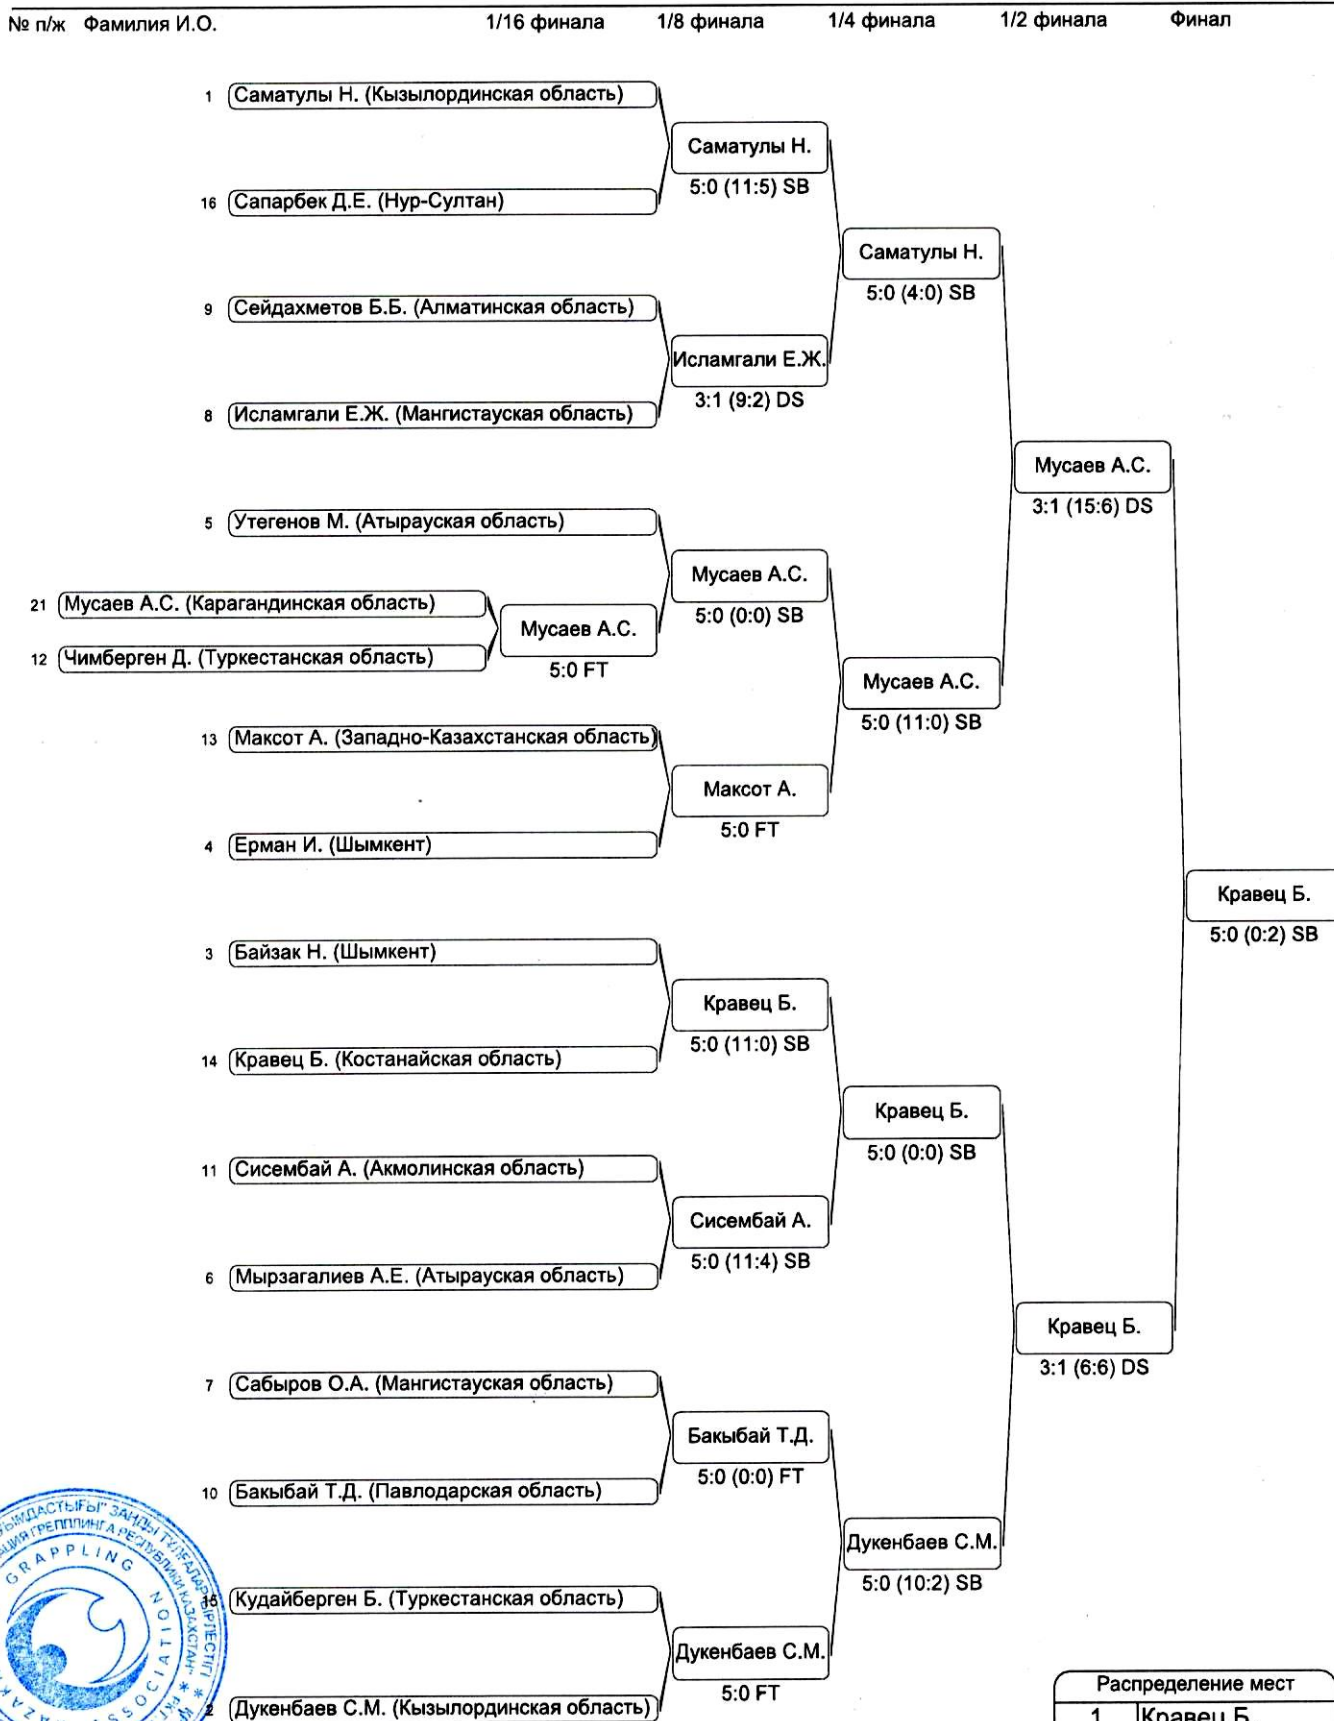 № п/ж Фамилия И.О. 1/16 финала 1/8 финала 1/4 финала 1/2 финала Финал
1 Саматулы Н. (Кызылординская область)
Саматулы Н.
5:0 (11:5) SB
16 Сапарбек Д.Е. (Нур-Султан)
Саматулы Н.
5:0 (4:0) SB
9 Сейдахметов Б.Б. (Алматинская область)
Исламгали Е.Ж.
3:1 (9:2) DS
8 Исламгали Е.Ж. (Мангистауская область)
Мусаев А.С.
3:1 (15:6) DS
5 Утегенов М. (Атырауская область)
Мусаев А.С.
5:0 (0:0) SB
21 Мусаев А.С. (Карагандинская область)
Мусаев А.С.
5:0 FT
12 Чимберген Д. (Туркестанская область)
Мусаев А.С.
5:0 (11:0) SB
13 Максот А. (Западно-Казахстанская область)
Максот А.
5:0 FT
4 Ерман И. (Шымкент)
Кравец Б.
5:0 (0:2) SB
3 Байзак Н. (Шымкент)
Кравец Б.
5:0 (11:0) SB
14 Кравец Б. (Костанайская область)
Кравец Б.
5:0 (0:0) SB
11 Сисембай А. (Акмолинская область)
Сисембай А.
5:0 (11:4) SB
6 Мырзагалиев А.Е. (Атырауская область)
Кравец Б.
3:1 (6:6) DS
7 Сабыров О.А. (Мангистауская область)
Бакыбай Т.Д.
5:0 (0:0) FT
10 Бакыбай Т.Д. (Павлодарская область)
Дукенбаев С.М.
5:0 (10:2) SB
15 Кудайберген Б. (Туркестанская область)
Дукенбаев С.М.
5:0 FT
2 Дукенбаев С.М. (Кызылординская область)
Распределение мест
1 Кравец Б.
GRAPPLING